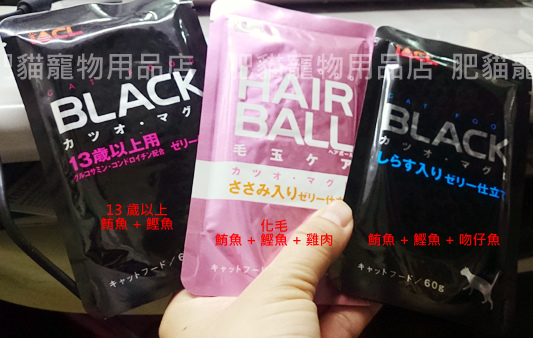 肥貓寵物用品店 肥貓寵物用品店 肥貓寵
BLACK
カツオ・マグ
13歳以上用 ゼリー
グルコサミン・コンドロイチン配合
13 歲以上
鮪魚 + 鰹魚
キャットフード/60
HAIR
BALL
毛玉ケア
カツオ・マグ
ささみ入りゼリー仕立
化毛
鮪魚 + 鰹魚 + 雞肉
キャットフード/60
CAT FOO
BLACK
カツオ・マグ
しらす入りゼリー仕立て
鮪魚 + 鰹魚 + 吻仔魚
キャットフード/60g